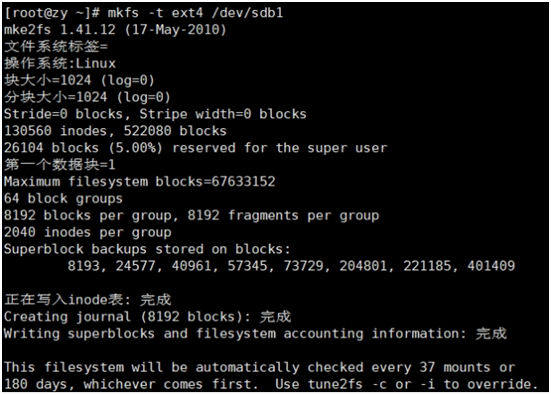 [root@zy ~]# mkfs -t ext4 /dev/sdb1
mke2fs 1.41.12 (17-May-2010)
文件系统标签=
操作系统:Linux
块大小=1024 (log=0)
分块大小=1024 (log=0)
Stride=0 blocks, Stripe width=0 blocks
130560 inodes, 522080 blocks
26104 blocks (5.00%) reserved for the super user
第一个数据块=1
Maximum filesystem blocks=67633152
64 block groups
8192 blocks per group, 8192 fragments per group
2040 inodes per group
Superblock backups stored on blocks:
8193, 24577, 40961, 57345, 73729, 204801, 221185, 401409
正在写入inode表: 完成
Creating journal (8192 blocks): 完成
Writing superblocks and filesystem accounting information: 完成
This filesystem will be automatically checked every 37 mounts or
180 days, whichever comes first.  Use tune2fs -c or -i to override.